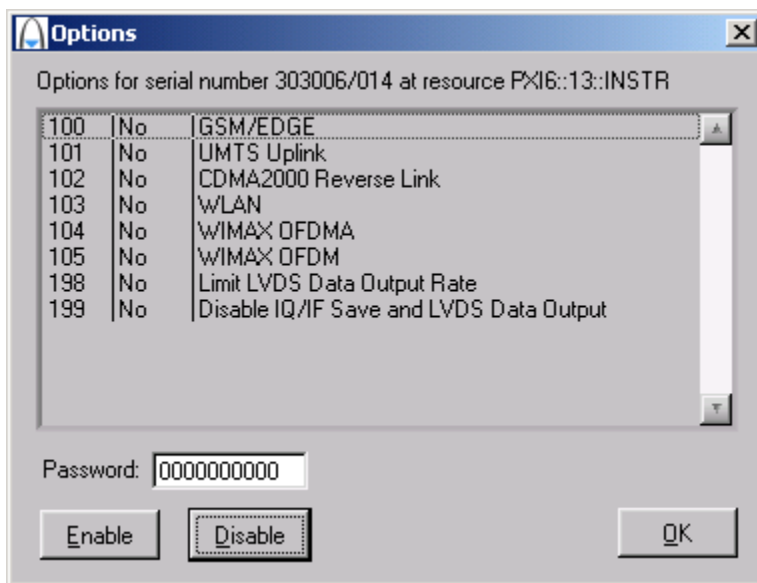 Options
Options for serial number 303006/014 at resource PXI6::13::INSTR
100 |No |GSM/EDGE
101 |No |UMTS Uplink
102 |No |CDMA2000 Reverse Link
103 |No |WLAN
104 |No |WIMAX OFDMA
105 |No |WIMAX OFDM
198 |No |Limit LVDS Data Output Rate
199 |No |Disable IQ/IF Save and LVDS Data Output
Password: 0000000000
Enable Disable OK